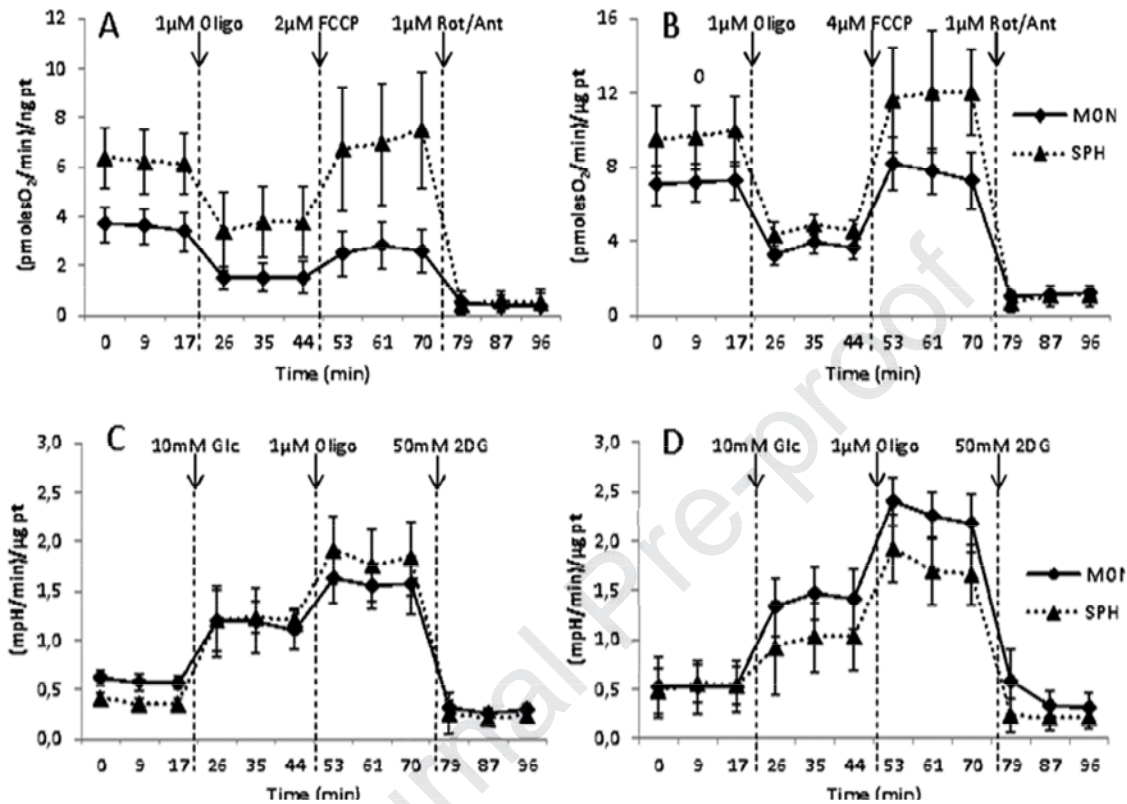 A
1μM Oligo 2μM FCCP 1μM Rot/Ant
(pmolesO₂/min)/ng pt
12
10
8
6
4
2
0
0 9 17 26 35 44 53 61 70 79 87 96
Time (min)
B
1μM Oligo 4μM FCCP 1μM Rot/Ant
(pmolesO₂/min)/μg pt
16
12
8
4
0
O
0 9 17 26 35 44 53 61 70 79 87 96
Time (min)
MON
SPH
C
10mM Glc 1μM Oligo 50mM 2DG
(mpH/min)/μg pt
3,0
2,5
2,0
1,5
1,0
0,5
0,0
0 9 17 26 35 44 53 61 70 79 87 96
Time (min)
D
10mM Glc 1μM Oligo 50mM 2DG
(mpH/min)/μg pt
3,0
2,5
2,0
1,5
1,0
0,5
0,0
0 9 17 26 35 44 53 61 70 79 87 96
Time (min)
MON
SPH
urnal Pre-proof